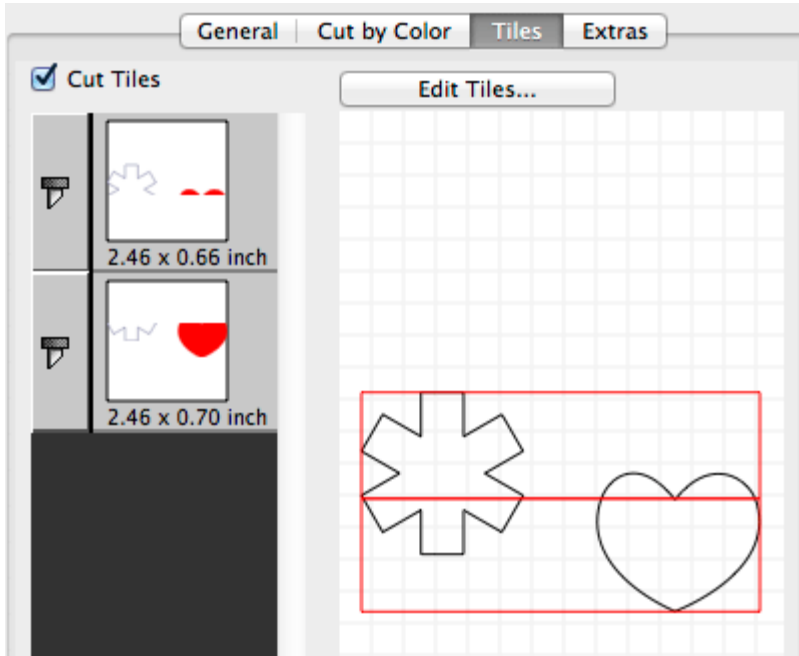 General
Cut by Color
Tiles
Extras
Cut Tiles
Edit Tiles...
2.46 x 0.66 inch
2.46 x 0.70 inch